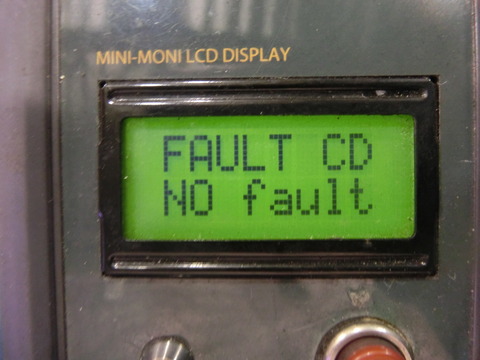 MINI-MONI LCD DISPLAY
FAULT CD
NO fault